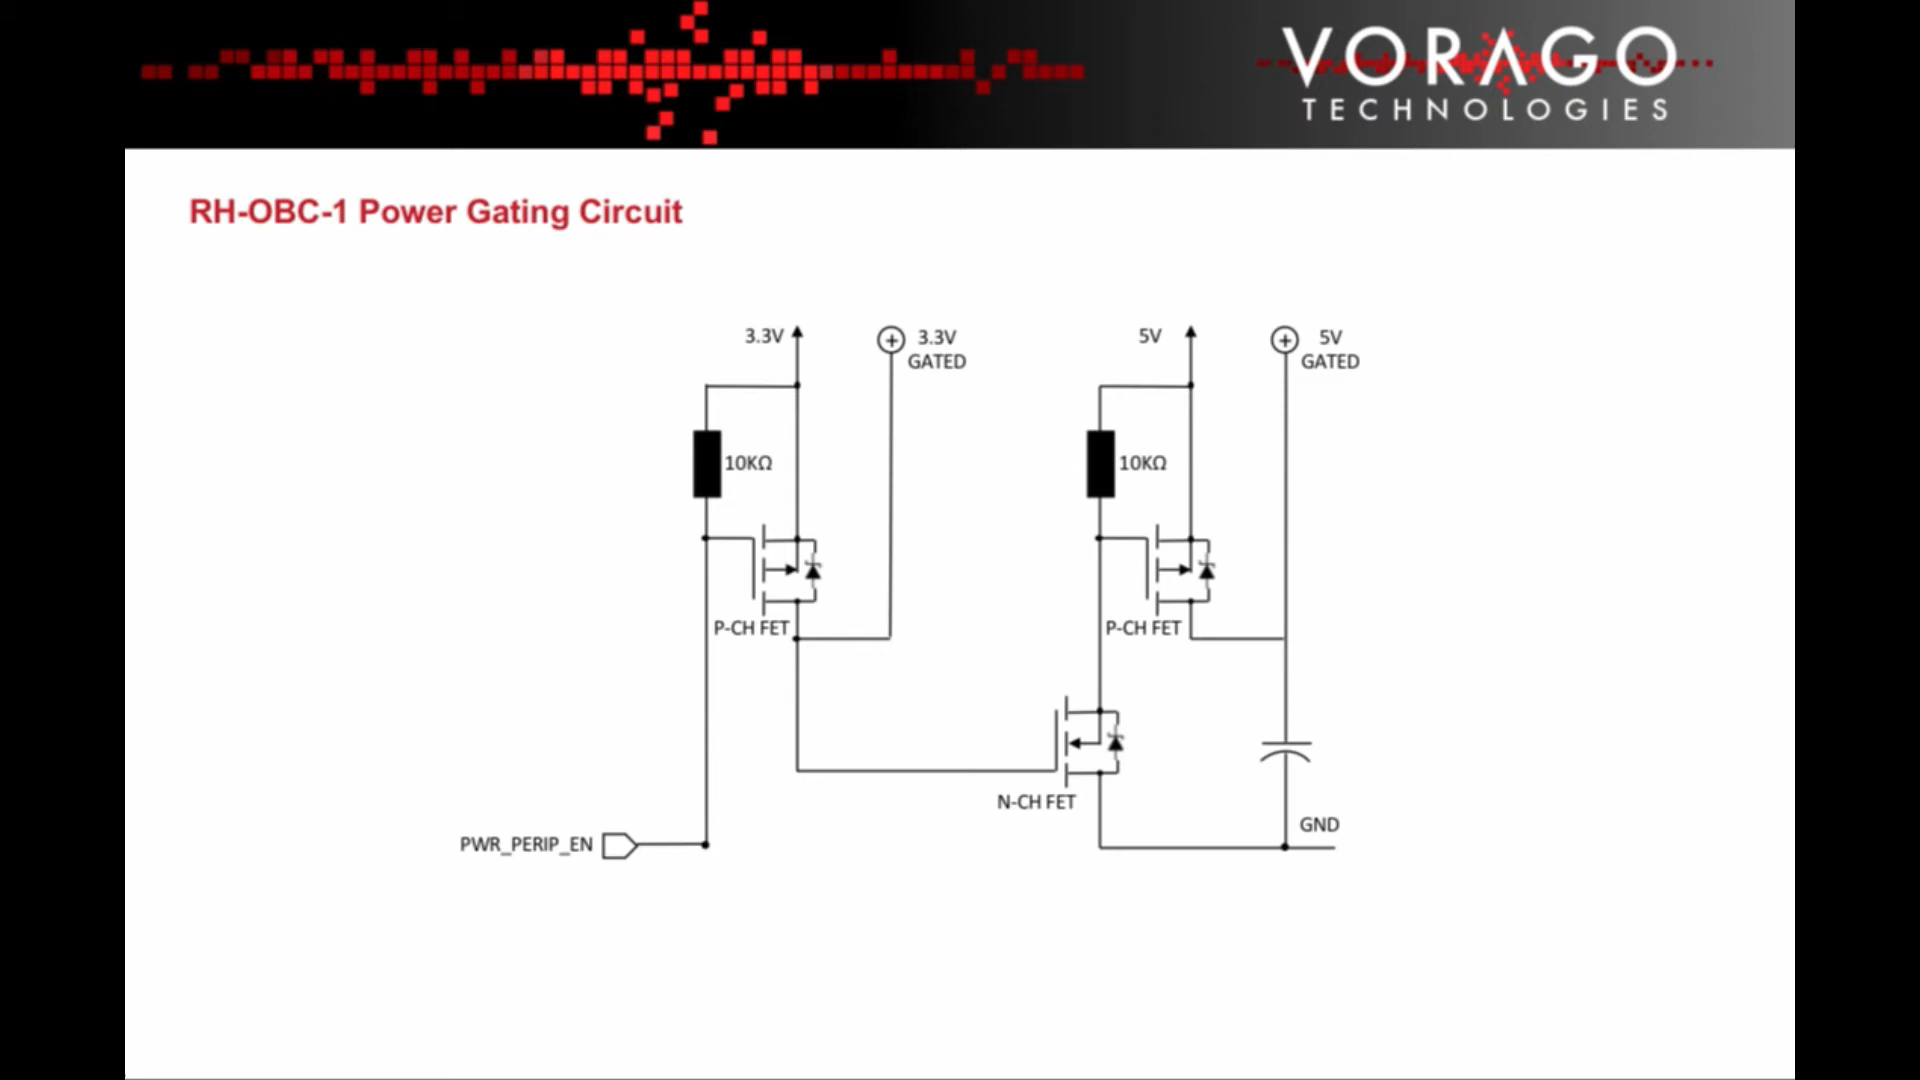 VORAGO
TECHNOLOGIES
RH-OBC-1 Power Gating Circuit
3.3V
3.3V
GATED
5V
5V
GATED
10KΩ
10KΩ
P-CH FET
P-CH FET
N-CH FET
GND
PWR_PERIP_EN